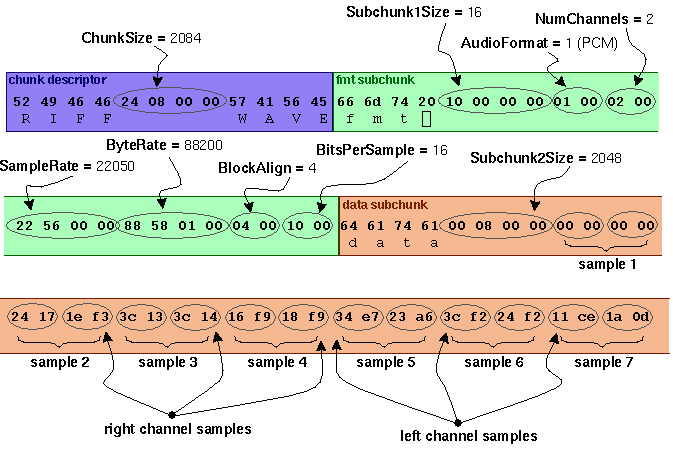 Subchunk1Size = 16
NumChannels = 2
ChunkSize = 2084
AudioFormat = 1 (PCM)
chunk descriptor
fmt subchunk
52 49 46 46 24 08 00 00 57 41 56 45 66 6d 74 20 10 00 00 00 01 00 02 00
R I F F W A V E f m t
ByteRate = 88200
BitsPerSample = 16
SampleRate = 22050
BlockAlign = 4
Subchunk2Size = 2048
data subchunk
22 56 00 00 88 58 01 00 04 00 10 00 64 61 74 61 00 08 00 00 00 00 00 00
d a t a
sample 1
24 17 1e f3 3c 13 3c 14 16 f9 18 f9 34 e7 23 a6 3c f2 24 f2 11 ce 1a 0d
sample 2 sample 3 sample 4 sample 5 sample 6 sample 7
right channel samples
left channel samples